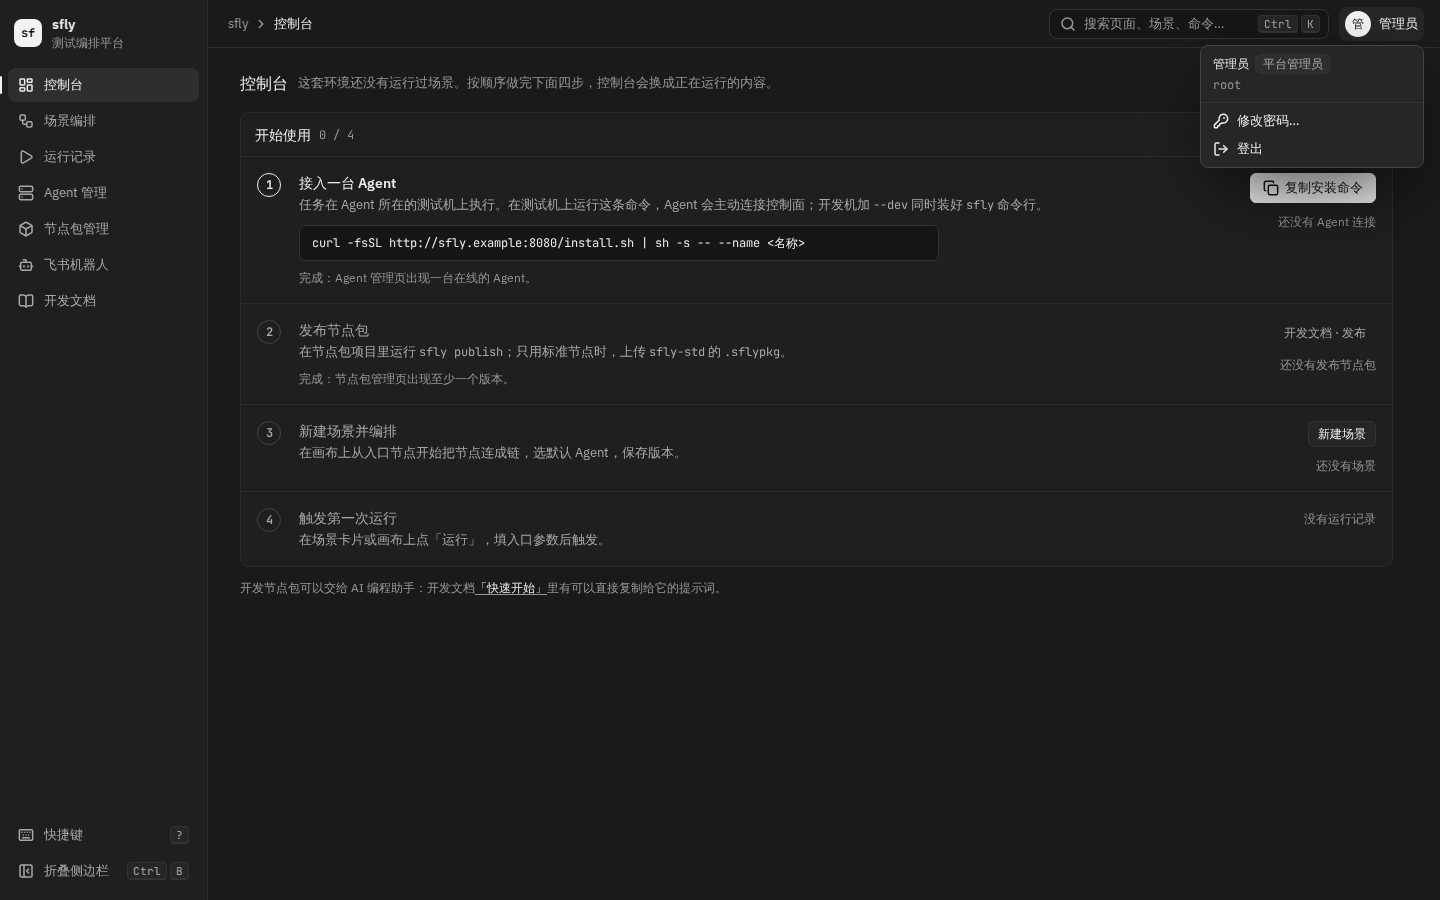 sf
sfly
测试编排平台
控制台
场景编排
运行记录
Agent 管理
节点包管理
飞书机器人
开发文档
快捷键 ?
折叠侧边栏 Ctrl B
sfly > 控制台
搜索页面、场景、命令... Ctrl K
管 管理员
管理员 平台管理员
root
修改密码...
登出
控制台 这套环境还没有运行过场景。按顺序做完下面四步，控制台会换成正在运行的内容。
开始使用 0 / 4
1 接入一台 Agent
任务在 Agent 所在的测试机上执行。在测试机上运行这条命令，Agent 会主动连接控制面；开发机加 --dev 同时装好 sfly 命令行。
curl -fsSL http://sfly.example:8080/install.sh | sh -s -- --name <名称>
完成：Agent 管理页出现一台在线的 Agent。
复制安装命令
还没有 Agent 连接
2 发布节点包
在节点包项目里运行 sfly publish；只用标准节点时，上传 sfly-std 的 .sflypkg。
完成：节点包管理页出现至少一个版本。
开发文档 · 发布
还没有发布节点包
3 新建场景并编排
在画布上从入口节点开始把节点连成链，选默认 Agent，保存版本。
新建场景
还没有场景
4 触发第一次运行
在场景卡片或画布上点「运行」，填入口参数后触发。
没有运行记录
开发节点包可以交给 AI 编程助手：开发文档「快速开始」里有可以直接复制给它的提示词。